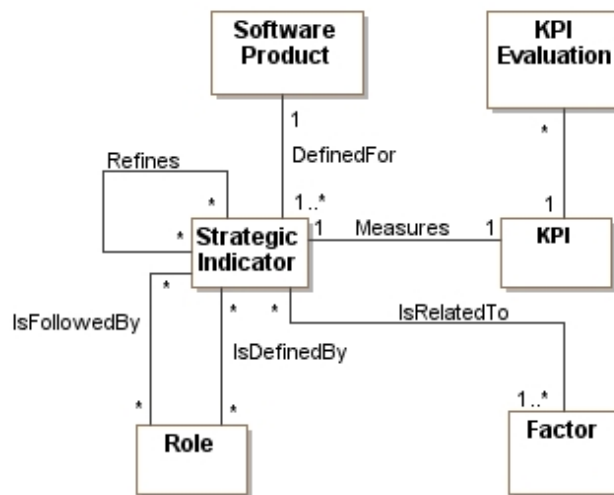 Software
Product
KPI
Evaluation
1
*
Refines
DefinedFor
*
1..*
1
*
Strategic
Indicator
1
Measures
1
KPI
*
*
*
IsFollowedBy
IsRelatedTo
IsDefinedBy
*
*
1..*
Role
Factor